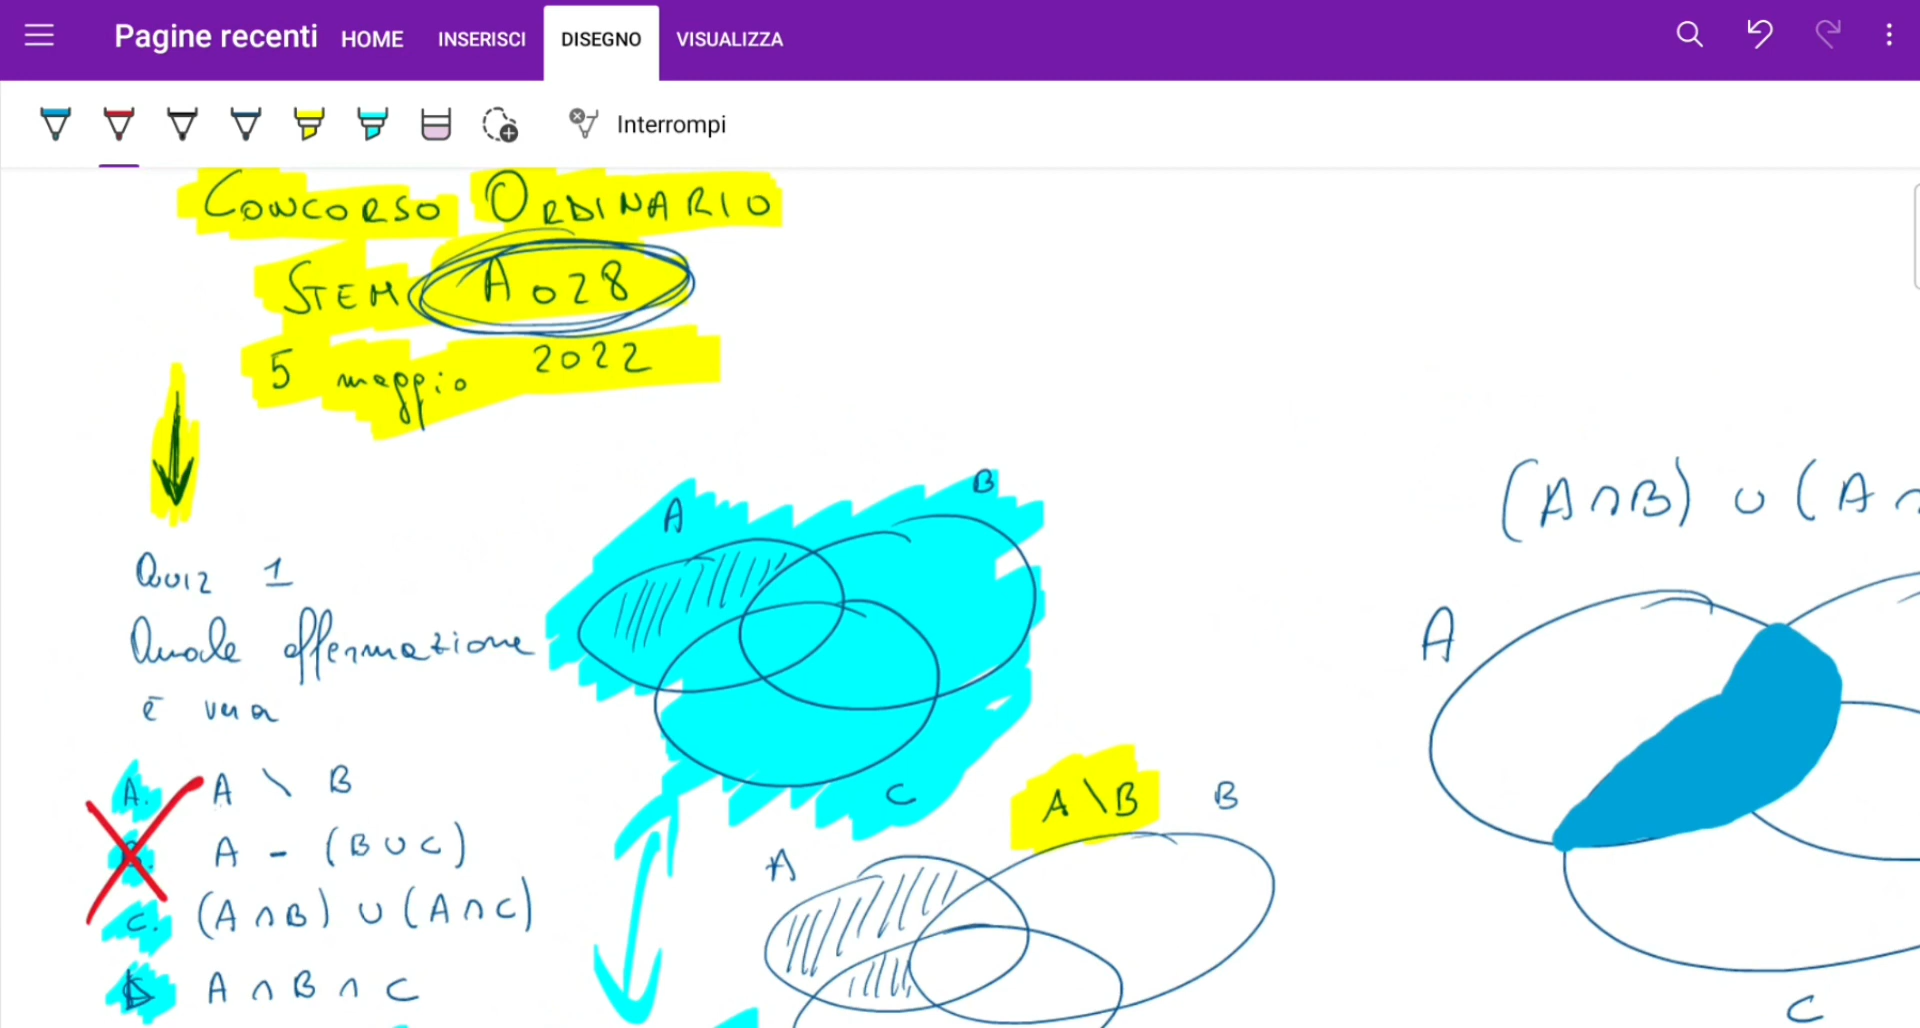 Pagine recenti HOME INSERISCI DISEGNO VISUALIZZA
Interrompi
CONCORSO ORDINARIO
STEM A028
5 maggio 2022
Quiz 1
Quale affermazione
è vera
A. A \ B
B. A - (B ∪ C)
C. (A ∩ B) ∪ (A ∩ C)
D A ∩ B ∩ C
A
B
C
A \ B
A
B
(A ∩ B) ∪ (A ∩
A
C